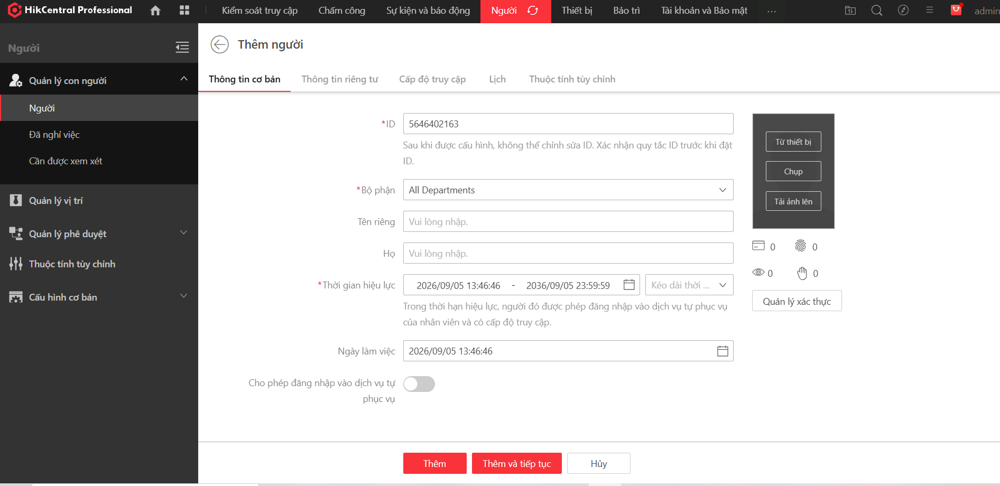 HikCentral Professional
Kiểm soát truy cập
Chấm công
Sự kiện và báo động
Người
Thiết bị
Bảo trì
Tài khoản và Bảo mật
...
admin
Người
Quản lý con người
Người
Đã nghỉ việc
Cần được xem xét
Quản lý vị trí
Quản lý phê duyệt
Thuộc tính tùy chỉnh
Cấu hình cơ bản
Thêm người
Thông tin cơ bản
Thông tin riêng tư
Cấp độ truy cập
Lịch
Thuộc tính tùy chỉnh
*ID
5646402163
Sau khi được cấu hình, không thể chỉnh sửa ID. Xác nhận quy tắc ID trước khi đặt
ID.
*Bộ phận
All Departments
Tên riêng
Vui lòng nhập.
Họ
Vui lòng nhập.
*Thời gian hiệu lực
2026/09/05 13:46:46 - 2036/09/05 23:59:59
Kéo dài thời ...
Trong thời hạn hiệu lực, người đó được phép đăng nhập vào dịch vụ tự phục vụ
của nhân viên và có cấp độ truy cập.
Ngày làm việc
2026/09/05 13:46:46
Cho phép đăng nhập vào dịch vụ tự
phục vụ
Từ thiết bị
Chụp
Tải ảnh lên
0
0
0
0
Quản lý xác thực
Thêm
Thêm và tiếp tục
Hủy